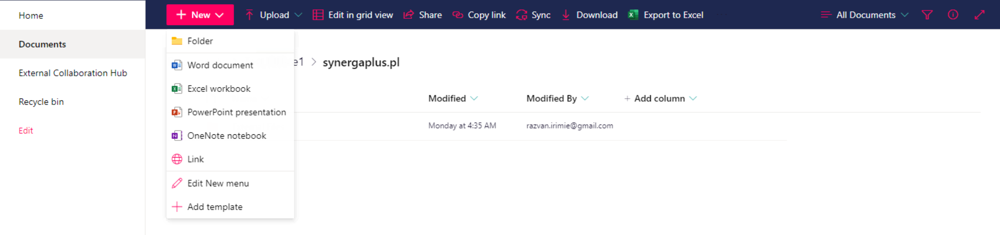 Home
Documents
External Collaboration Hub
Recycle bin
Edit
New
Upload
Edit in grid view
Share
Copy link
Sync
Download
Export to Excel
All Documents
Folder
Word document
Excel workbook
PowerPoint presentation
OneNote notebook
Link
Edit New menu
Add template
e1 > synergaplus.pl
Modified
Modified By
+ Add column
Monday at 4:35 AM
razvan.irimie@gmail.com